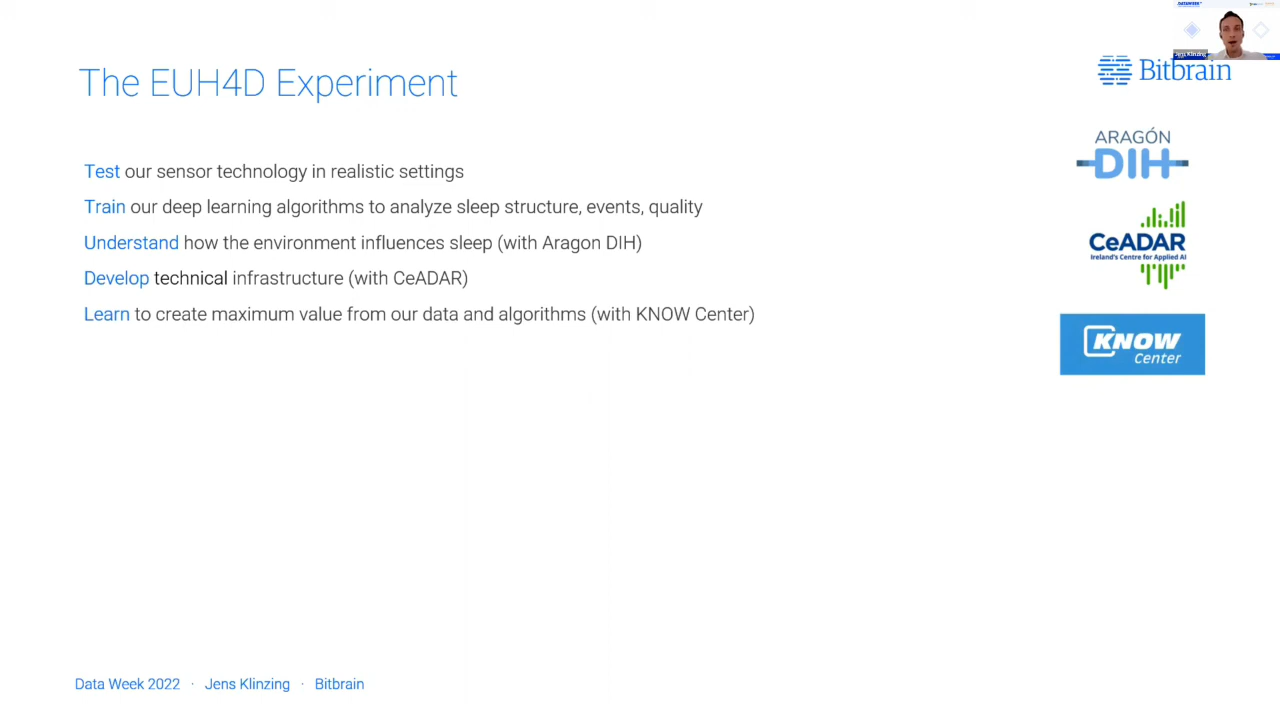 DATAWEEK
Jens Klinzing
The EUH4D Experiment
Bitbrain
ARAGÓN
DIH
Test our sensor technology in realistic settings
Train our deep learning algorithms to analyze sleep structure, events, quality
CeADAR
Ireland's Centre for Applied AI
Understand how the environment influences sleep (with Aragon DIH)
Develop technical infrastructure (with CeADAR)
Learn to create maximum value from our data and algorithms (with KNOW Center)
KNOW
Center
Data Week 2022 · Jens Klinzing · Bitbrain